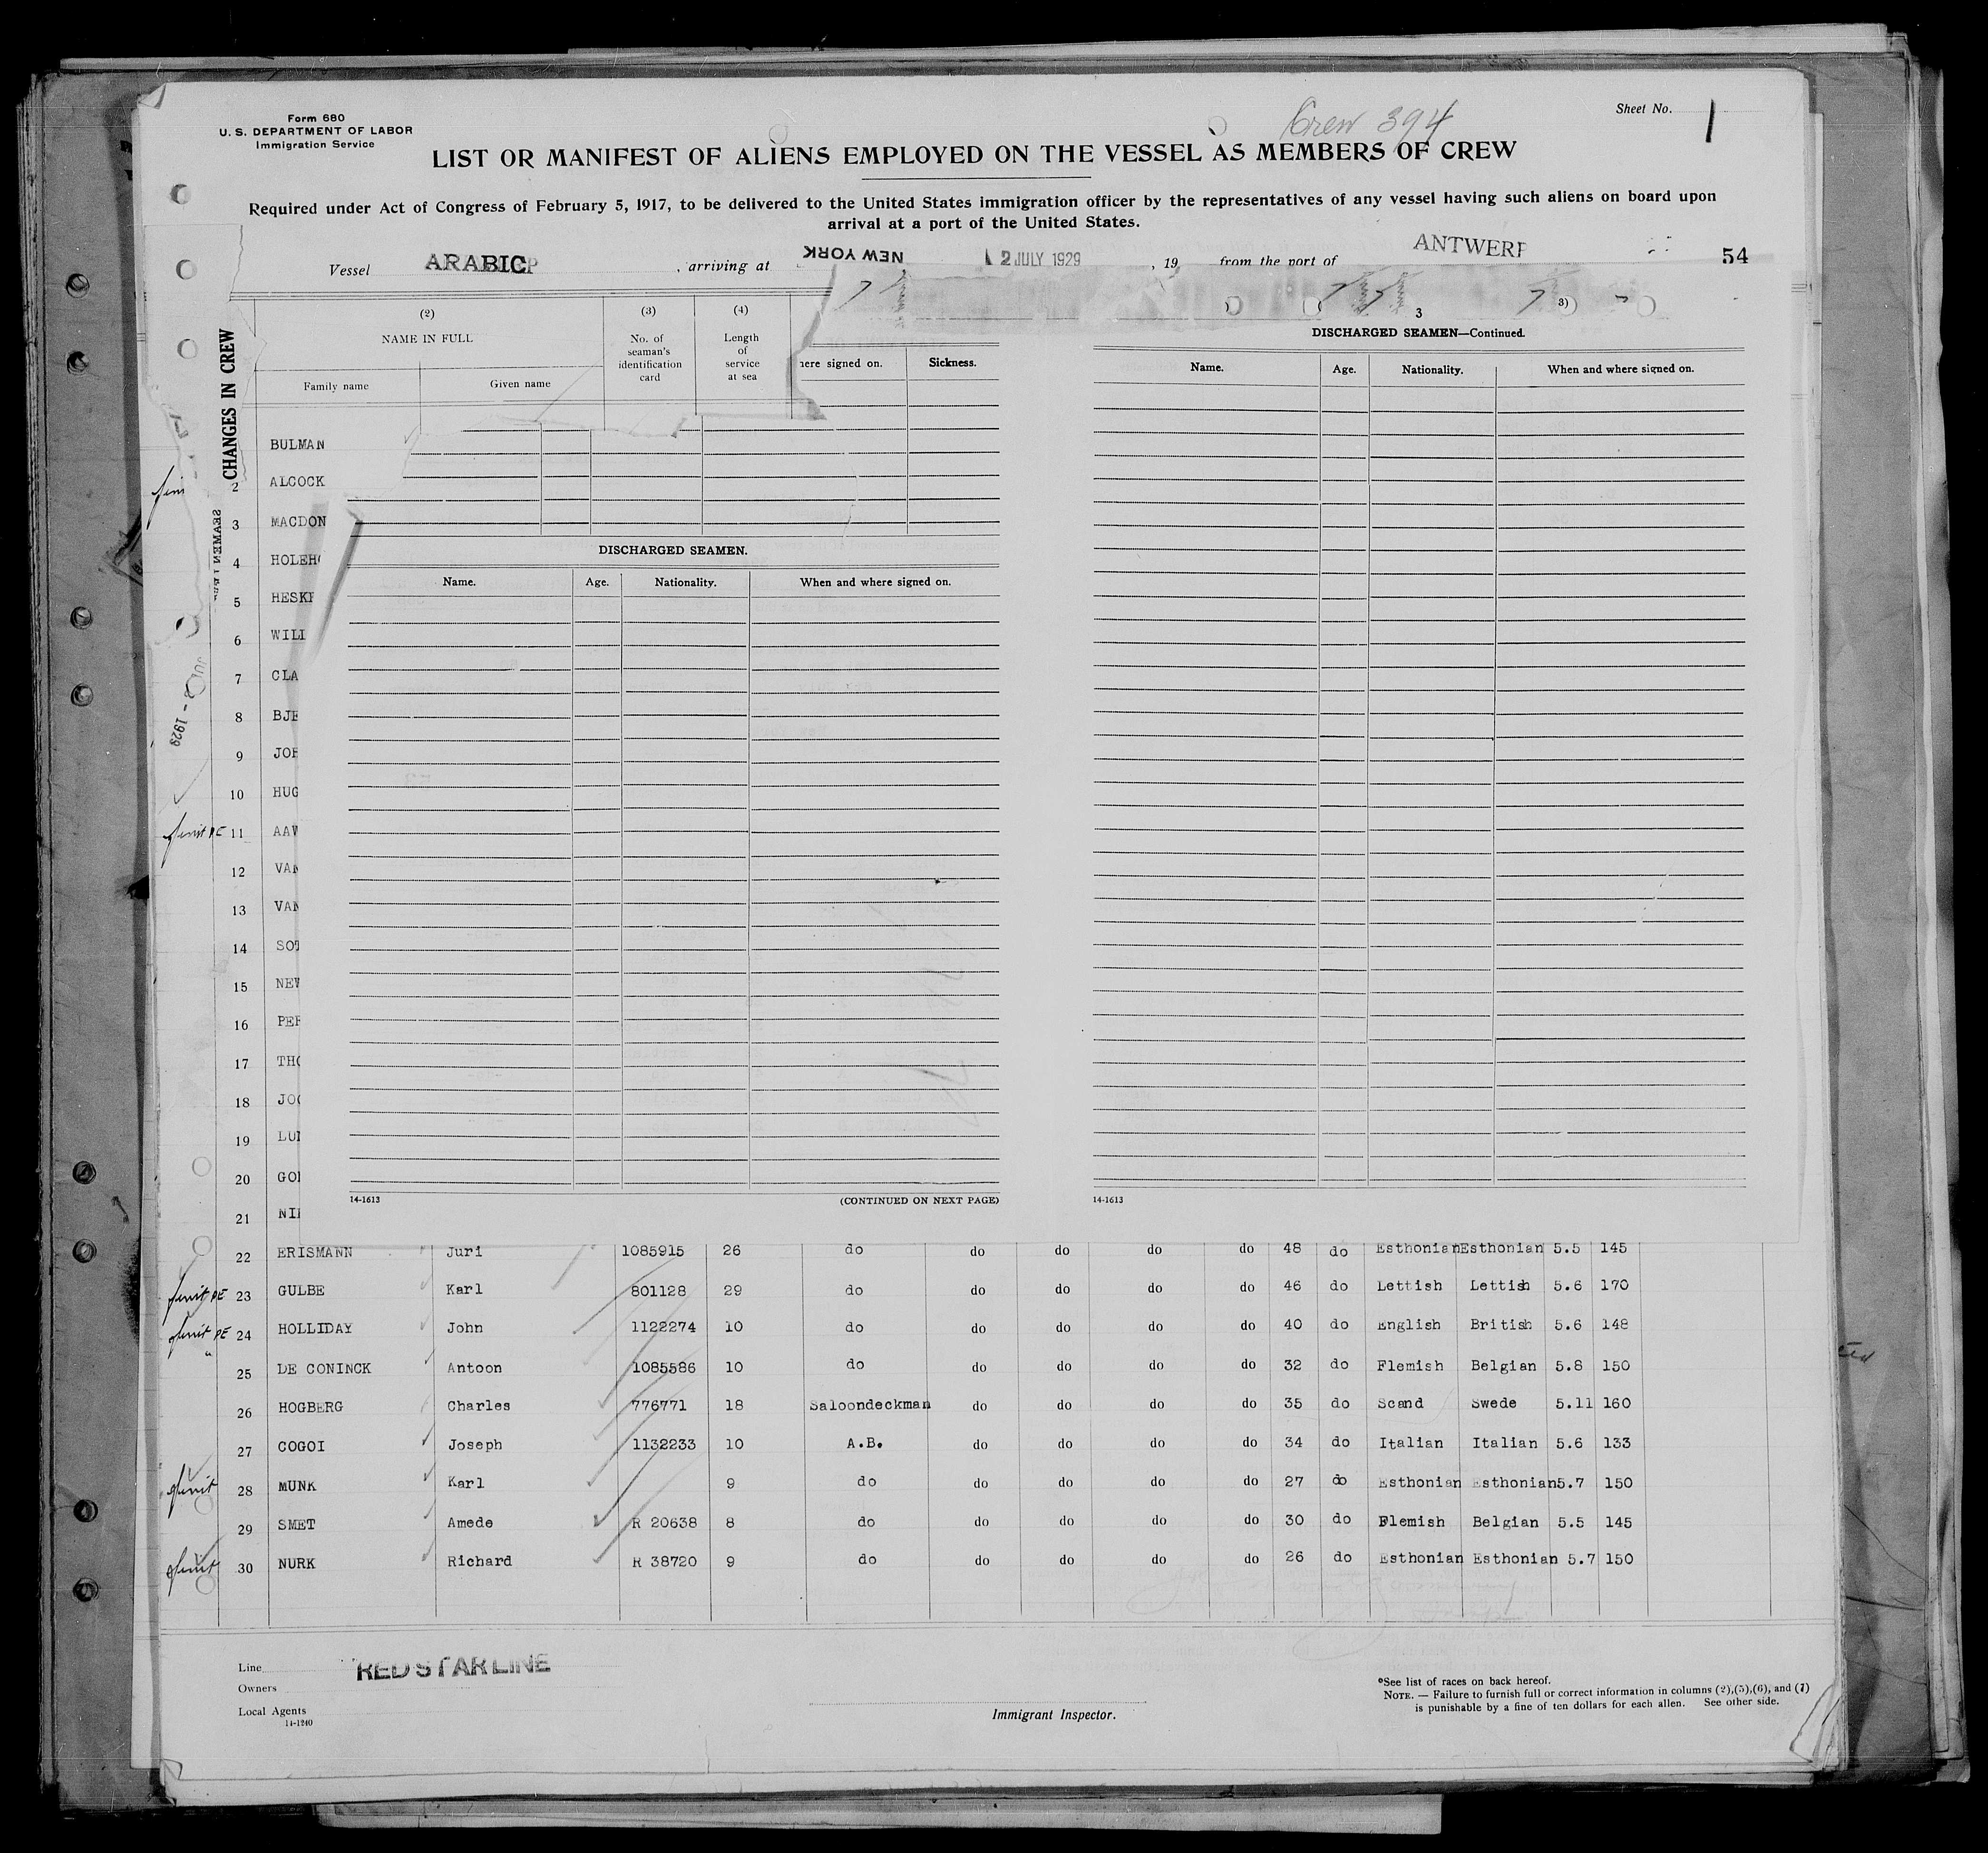 Form 680
U. S. DEPARTMENT OF LABOR
Immigration Service
Crew 394
Sheet No. 1
LIST OR MANIFEST OF ALIENS EMPLOYED ON THE VESSEL AS MEMBERS OF CREW
Required under Act of Congress of February 5, 1917, to be delivered to the United States immigration officer by the representatives of any vessel having such aliens on board upon
arrival at a port of the United States.
Vessel ARABIC , arriving at NEW YORK 2 JULY 1929 , 19 from the port of ANTWERP 54
CHANGES IN CREW
(2) (3) (4)
NAME IN FULL
No. of seaman's identification card
Length of service at sea
Family name Given name
here signed on. Sickness.
3
DISCHARGED SEAMEN—Continued.
Name. Age. Nationality. When and where signed on.
DISCHARGED SEAMEN.
Name. Age. Nationality. When and where signed on.
BULMAN
2 ALCOCK
3 MACDON
4 HOLEH
5 HESKE
6 WILL
7 CLA
8 BJE
9 JOH
10 HUG
11 AAV
12 VAN
13 VAN
14 SOT
15 NEW
16 PER
17 THO
18 JO
19 LU
20 GO
21 NI
14-1613 (CONTINUED ON NEXT PAGE) 14-1613
22 ERISMANN Juri 1085915 26 do do do do do 48 do Esthonian Esthonian 5.5 145
23 GULBE Karl 801128 29 do do do do do 46 do Lettish Lettish 5.6 170
24 HOLLIDAY John 1122274 10 do do do do do 40 do English British 5.6 148
25 DE CONINCK Antoon 1085586 10 do do do do do 32 do Flemish Belgian 5.8 150
26 HOGBERG Charles 776771 18 Saloondeckman do do do do 35 do Scand Swede 5.11 160
27 COGOI Joseph 1132233 10 A.B. do do do do 34 do Italian Italian 5.6 133
28 MUNK Karl 9 do do do do do 27 do Esthonian Esthonian 5.7 150
29 SMET Amede R 20638 8 do do do do do 30 do Flemish Belgian 5.5 145
30 NURK Richard R 38720 9 do do do do do 26 do Esthonian Esthonian 5.7 150
Line RED STAR LINE
Owners
Local Agents
14-1240
Immigrant Inspector.
*See list of races on back hereof.
NOTE. — Failure to furnish full or correct information in columns (2),(5),(6), and (7)
is punishable by a fine of ten dollars for each alien. See other side.